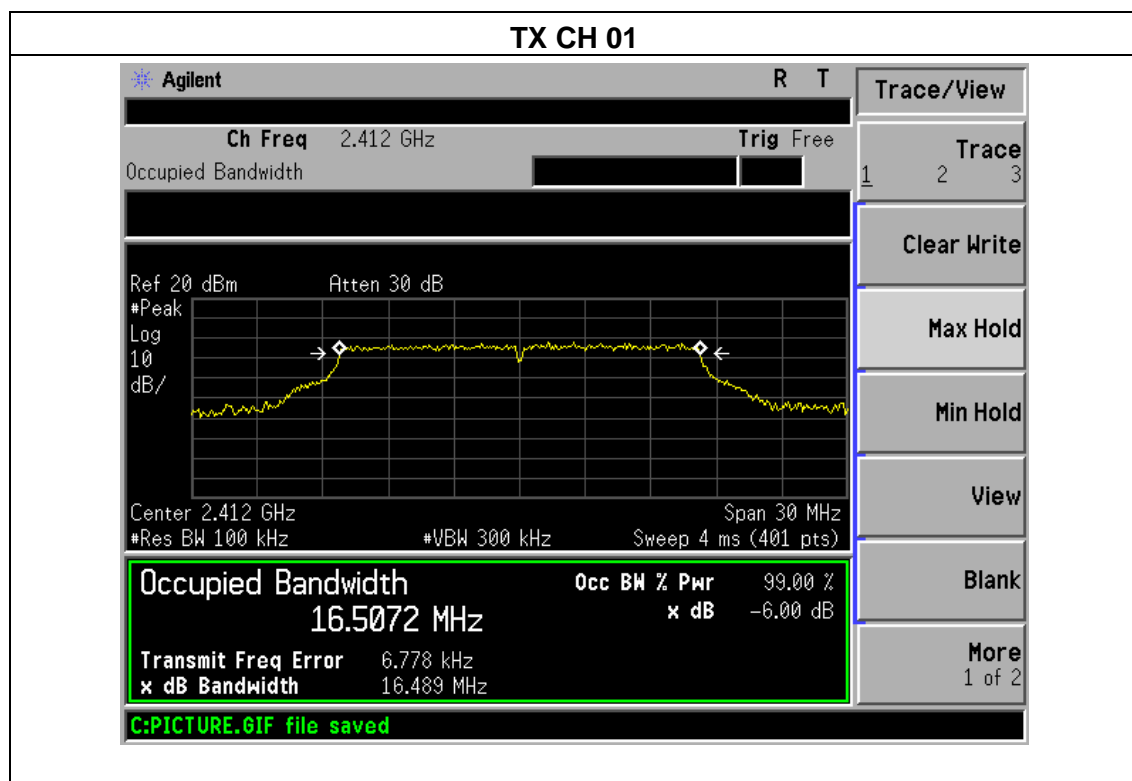 TX CH 01
Agilent R T
Ch Freq 2.412 GHz Trig Free
Occupied Bandwidth
Ref 20 dBm Atten 30 dB
#Peak
Log
10
dB/
Center 2.412 GHz Span 30 MHz
#Res BW 100 kHz #VBW 300 kHz Sweep 4 ms (401 pts)
Occupied Bandwidth Occ BW % Pwr 99.00 %
16.5072 MHz x dB -6.00 dB
Transmit Freq Error 6.778 kHz
x dB Bandwidth 16.489 MHz
C:PICTURE.GIF file saved
Trace/View
Trace
1 2 3
Clear Write
Max Hold
Min Hold
View
Blank
More
1 of 2